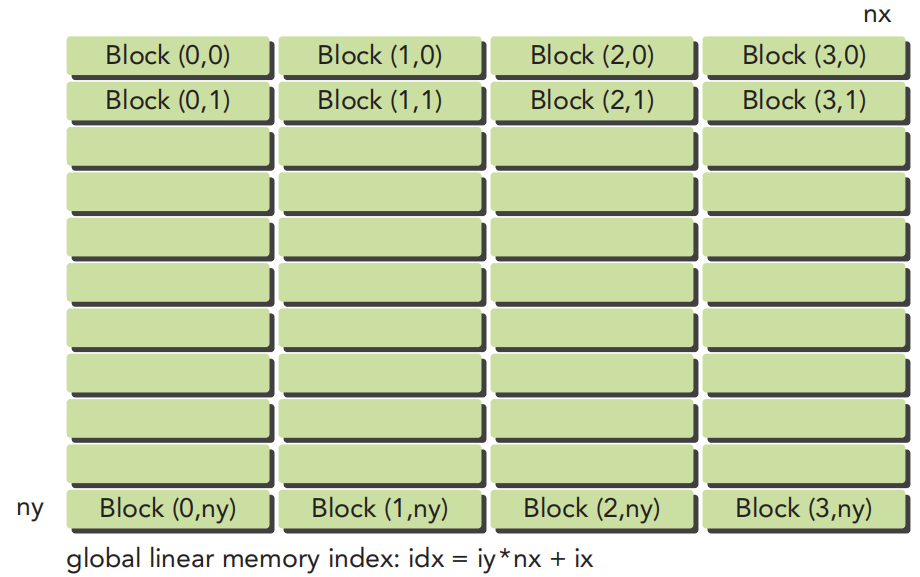 nx
Block (0,0) Block (1,0) Block (2,0) Block (3,0)
Block (0,1) Block (1,1) Block (2,1) Block (3,1)
ny Block (0,ny) Block (1,ny) Block (2,ny) Block (3,ny)
global linear memory index: idx = iy*nx + ix